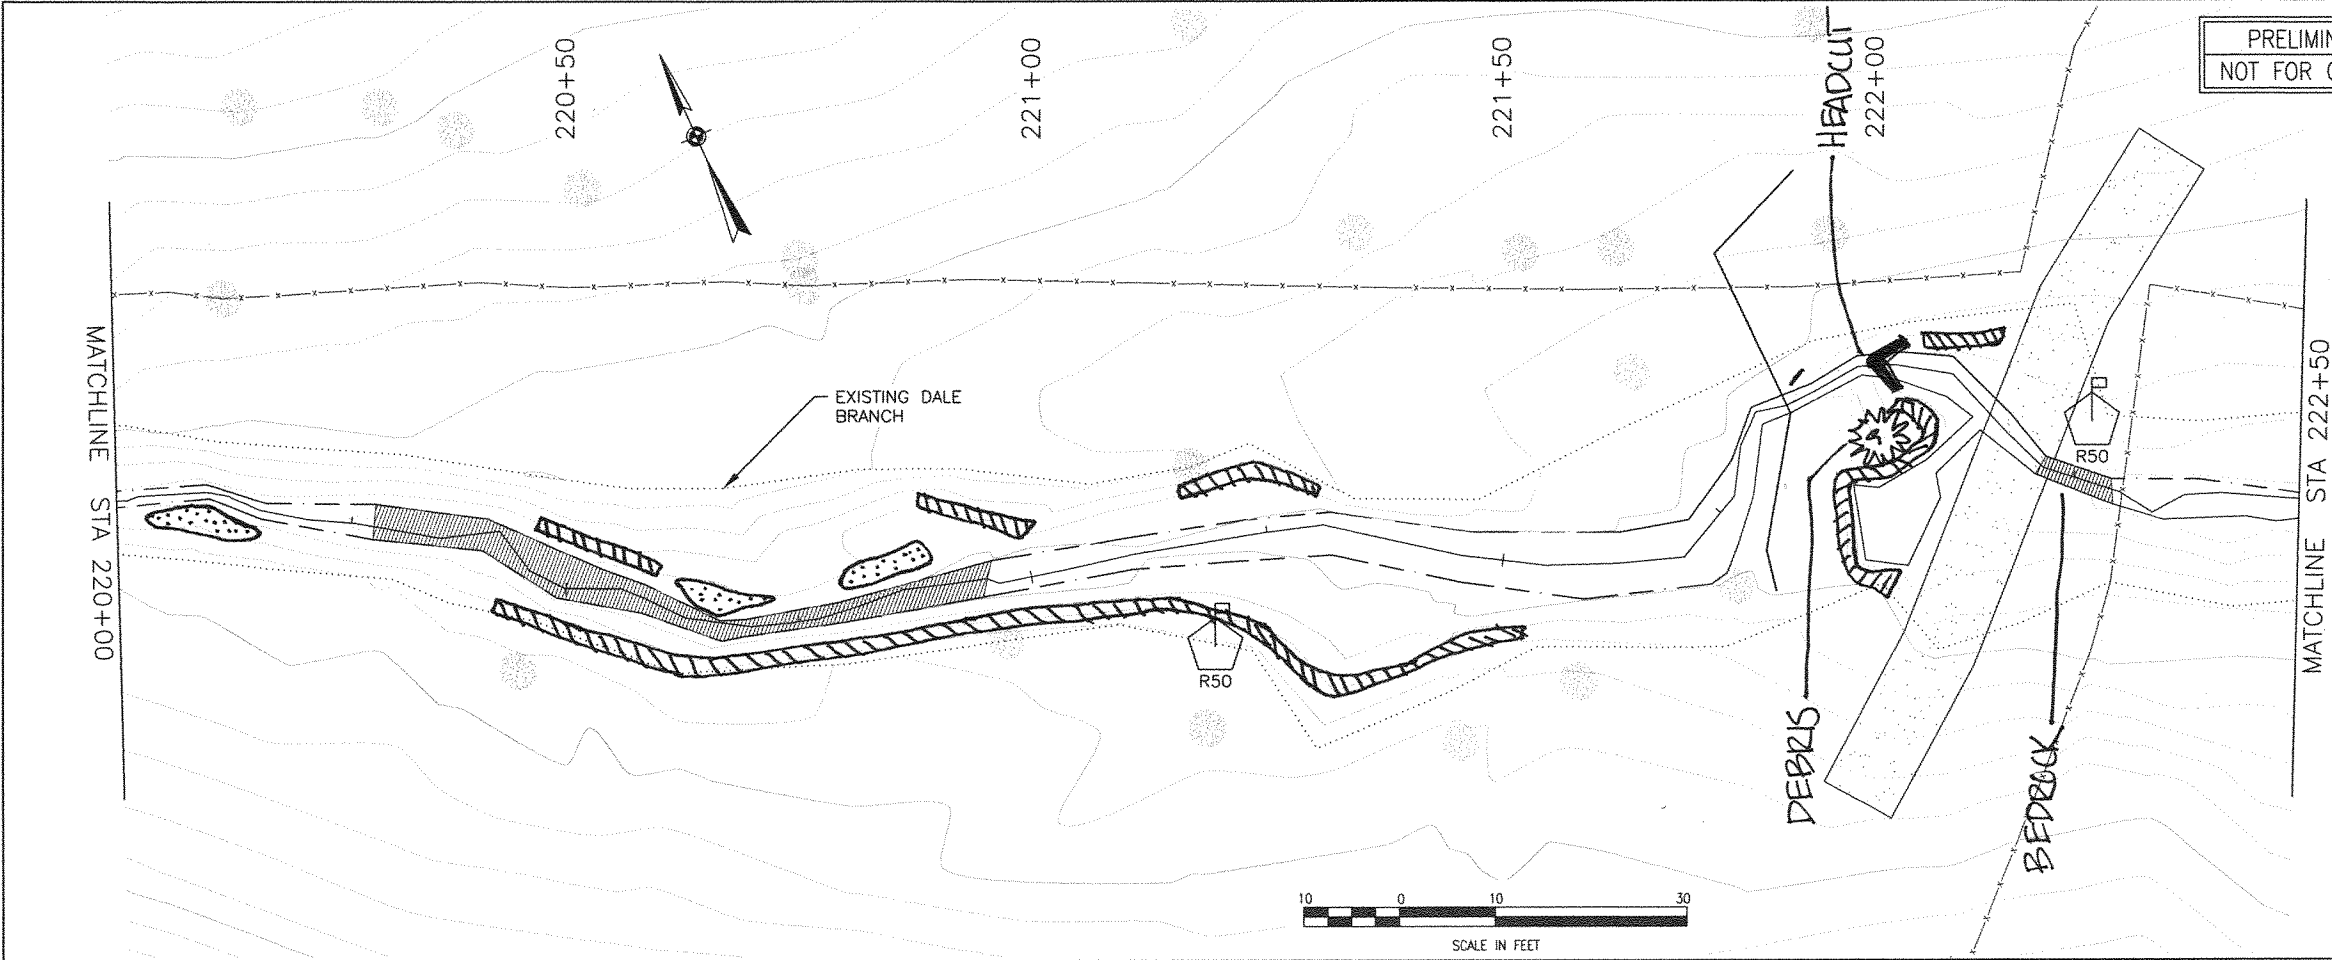 220+50
221+00
221+50
HEADCUT
222+00
PRELIMIN
NOT FOR
MATCHLINE STA 220+00
EXISTING DALE
BRANCH
R50
R50
DEBRIS
BEDROCK
MATCHLINE STA 222+50
10 0 10 30
SCALE IN FEET